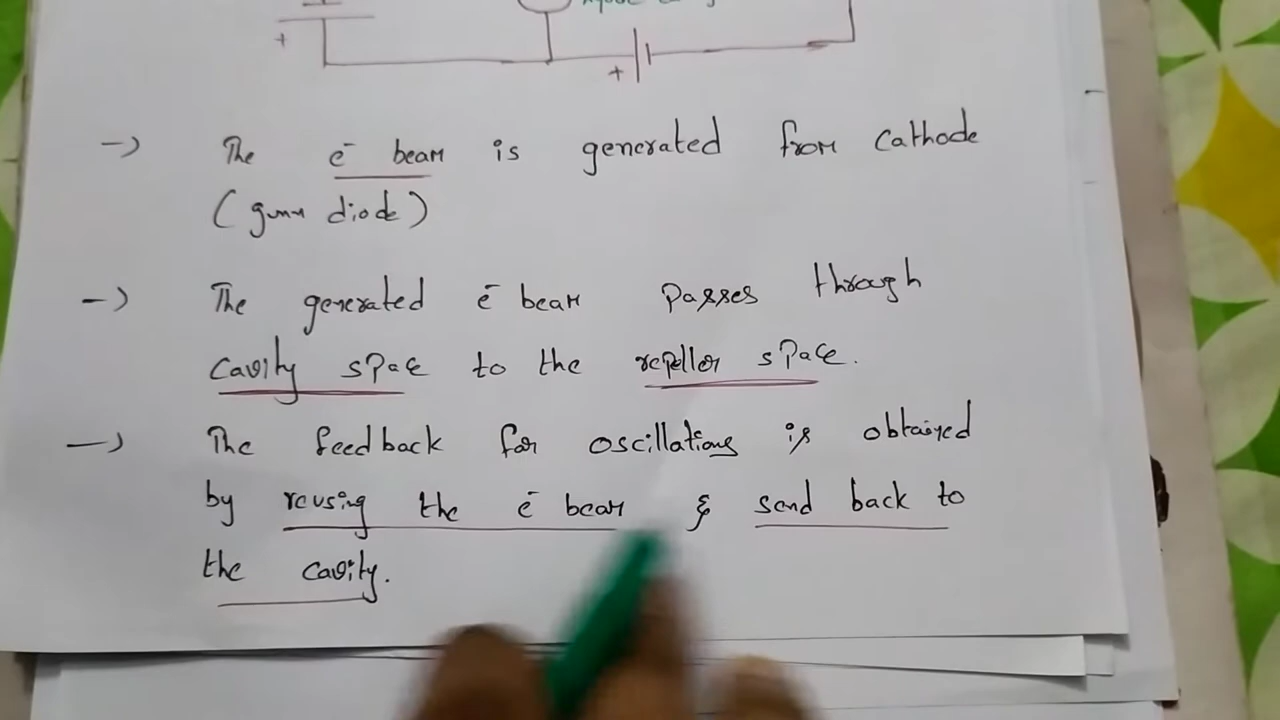 +
+
-) The e⁻ beam is generated from cathode
(gunn diode)
-) The generated e⁻ beam passes through
cavity space to the repeller space.
-) The feedback for oscillations is obtained
by reusing the e⁻ beam & send back to
the cavity.